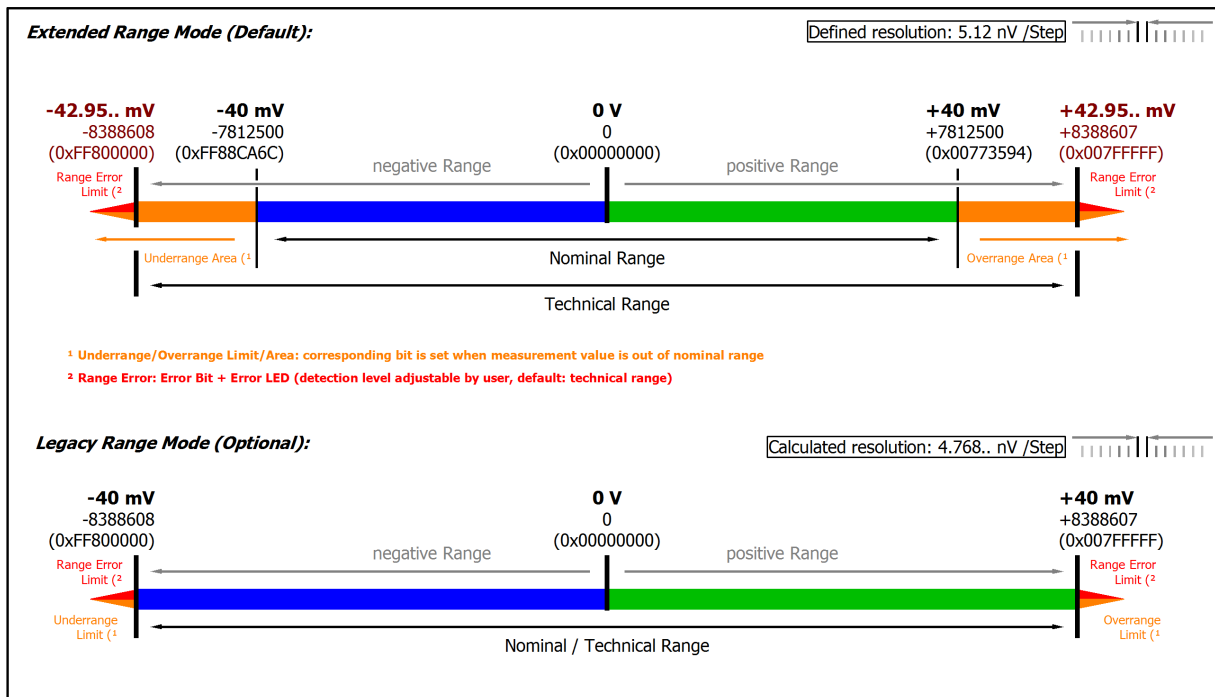 Extended Range Mode (Default):
Defined resolution: 5.12 nV /Step
-42.95.. mV
-8388608
(0xFF800000)
-40 mV
-7812500
(0xFF88CA6C)
0 V
0
(0x00000000)
+40 mV
+7812500
(0x00773594)
+42.95.. mV
+8388607
(0x007FFFFF)
negative Range
positive Range
Range Error
Limit (²
Range Error
Limit (²
Underrange Area (¹
Nominal Range
Overrange Area (¹
Technical Range
¹ Underrange/Overrange Limit/Area: corresponding bit is set when measurement value is out of nominal range
² Range Error: Error Bit + Error LED (detection level adjustable by user, default: technical range)
Legacy Range Mode (Optional):
Calculated resolution: 4.768.. nV /Step
-40 mV
-8388608
(0xFF800000)
0 V
0
(0x00000000)
+40 mV
+8388607
(0x007FFFFF)
negative Range
positive Range
Range Error
Limit (²
Range Error
Limit (²
Underrange
Limit (¹
Overrange
Limit (¹
Nominal / Technical Range